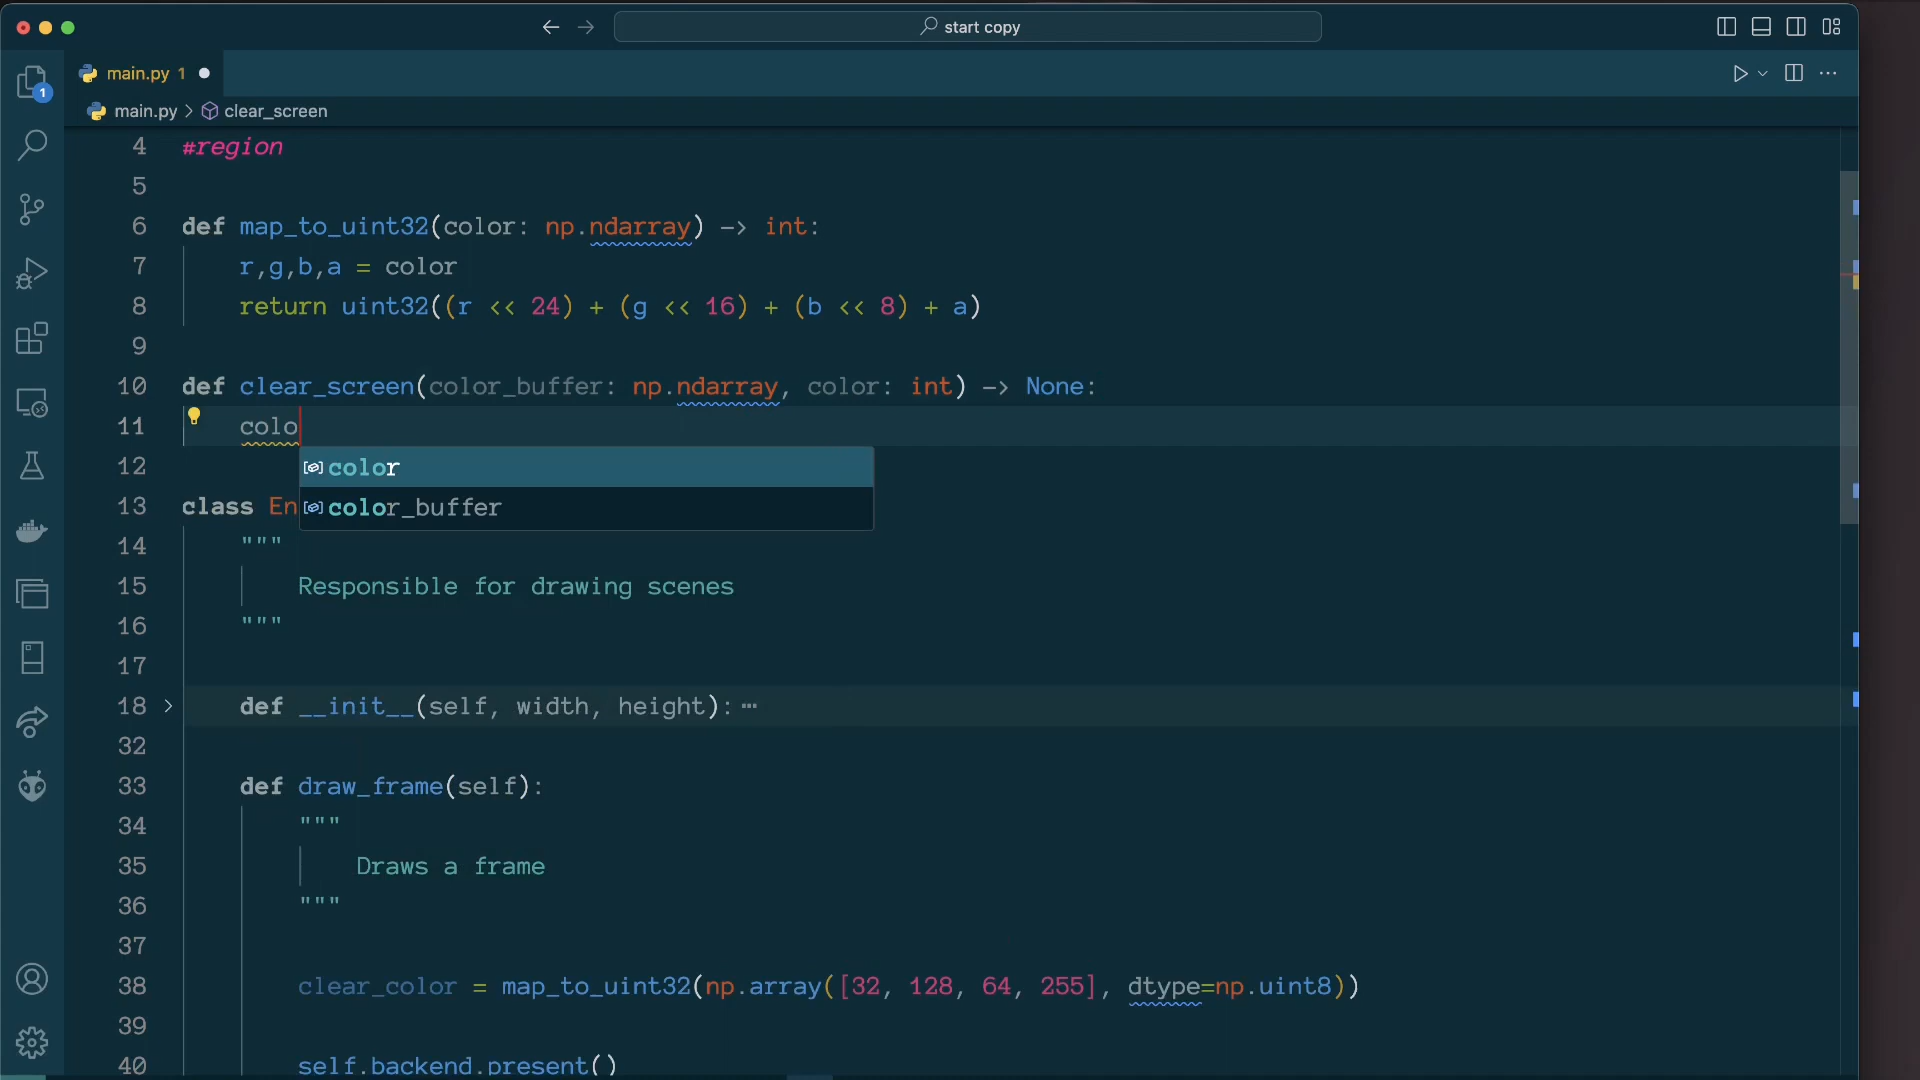 start copy
main.py 1
main.py > clear_screen
1
4 #region
5
6 def map_to_uint32(color: np.ndarray) -> int:
7 r,g,b,a = color
8 return uint32((r << 24) + (g << 16) + (b << 8) + a)
9
10 def clear_screen(color_buffer: np.ndarray, color: int) -> None:
11 colo
color
color_buffer
12
13 class En
14 """
15 Responsible for drawing scenes
16 """
17
18 def __init__(self, width, height):
32
33 def draw_frame(self):
34 """
35 Draws a frame
36 """
37
38 clear_color = map_to_uint32(np.array([32, 128, 64, 255], dtype=np.uint8))
39
40 self.backend.present()